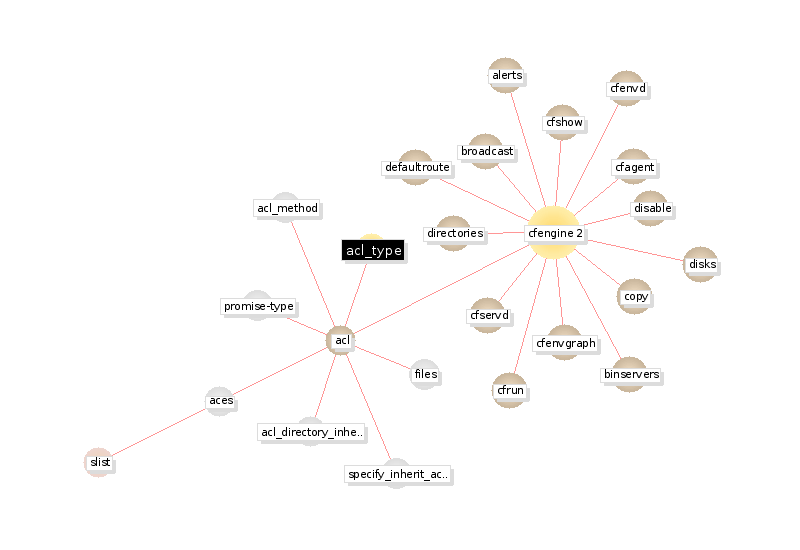 alerts
cfenvd
cfshow
broadcast
defaultroute
cfagent
acl_method
disable
directories
cfengine 2
acl_type
disks
copy
promise-type
cfservd
acl
cfenvgraph
files
binservers
cfrun
aces
acl_directory_inhe..
slist
specify_inherit_ac..